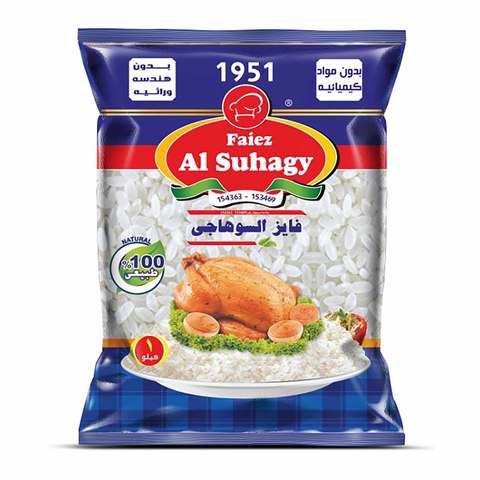 بدون
هندسه
وراثيه
1951
بدون مواد
كيميائيه
®
Faiez
Al Suhagy
154363 - 153469
فايز السوهاجى
NATURAL
%100
طبيعى
١
كيلو